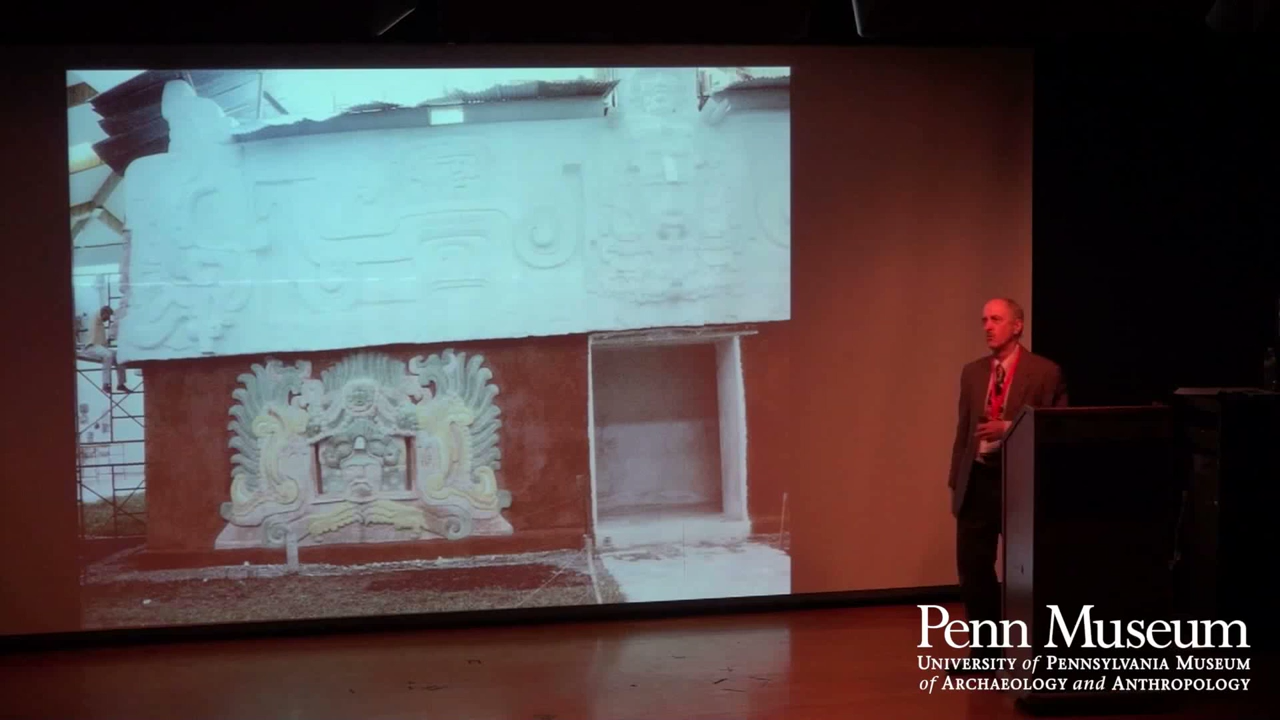 Penn Museum
UNIVERSITY of PENNSYLVANIA MUSEUM
of ARCHAEOLOGY and ANTHROPOLOGY